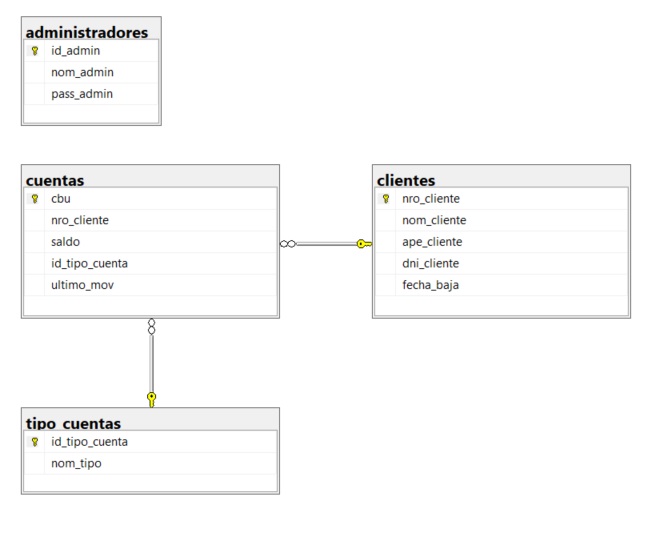 administradores
id_admin
nom_admin
pass_admin
cuentas
cbu
nro_cliente
saldo
id_tipo_cuenta
ultimo_mov
clientes
nro_cliente
nom_cliente
ape_cliente
dni_cliente
fecha_baja
tipo_cuentas
id_tipo_cuenta
nom_tipo